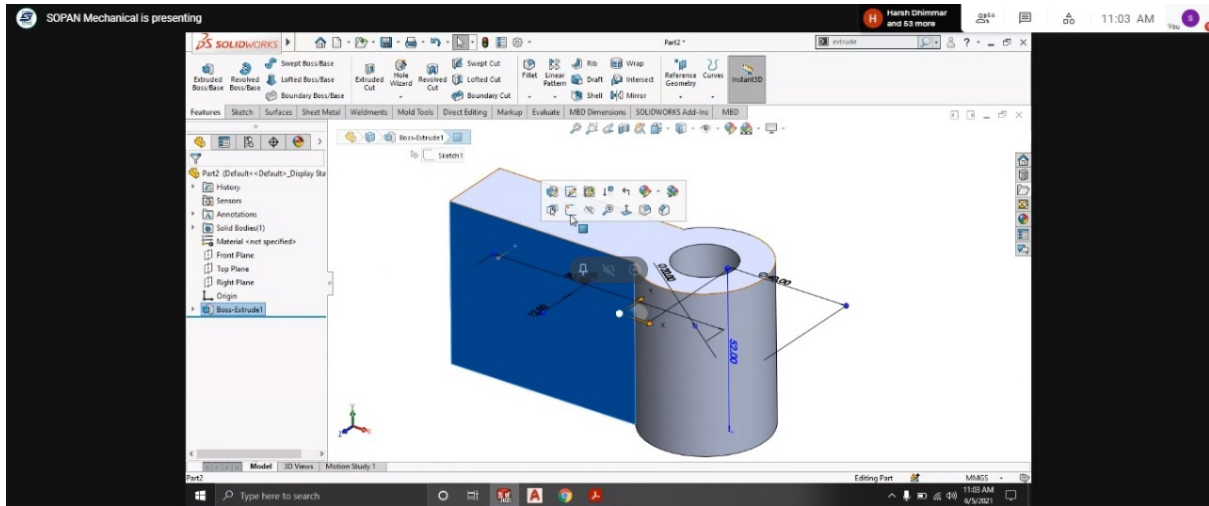 SOPAN Mechanical is presenting
H Harsh Dhimmar and 53 more
11:03 AM
You
S
SOLIDWORKS
Part2 *
extrude
Extruded Boss/Base
Revolved Boss/Base
Swept Boss/Base
Lofted Boss/Base
Boundary Boss/Base
Extruded Cut
Hole Wizard
Revolved Cut
Swept Cut
Lofted Cut
Boundary Cut
Fillet
Linear Pattern
Rib
Draft
Shell
Wrap
Intersect
Mirror
Reference Geometry
Curves
Instant3D
Features Sketch Surfaces Sheet Metal Weldments Mold Tools Direct Editing Markup Evaluate MBD Dimensions SOLIDWORKS Add-Ins MBD
Boss-Extrude1
Sketch1
Part2 (Default<<Default>_Display Sta
History
Sensors
Annotations
Solid Bodies(1)
Material <not specified>
Front Plane
Top Plane
Right Plane
Origin
Boss-Extrude1
52.00
Y
X
Model 3D Views Motion Study 1
Part2
Editing Part
MMGS
Type here to search
11:03 AM
6/5/2021